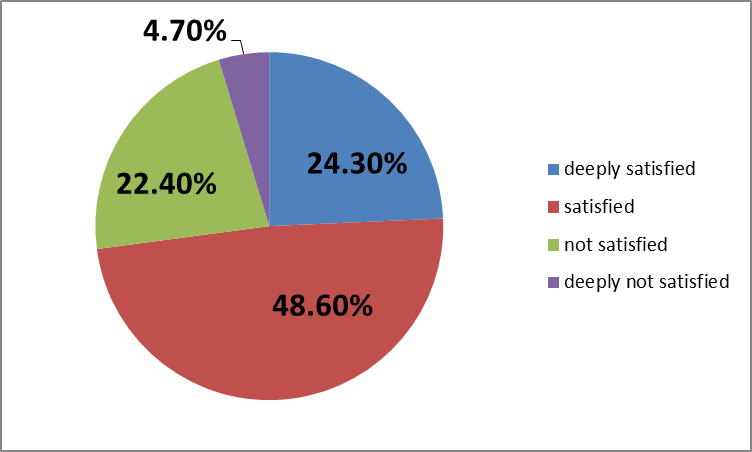 4.70%
24.30%
22.40%
48.60%
deeply satisfied
satisfied
not satisfied
deeply not satisfied